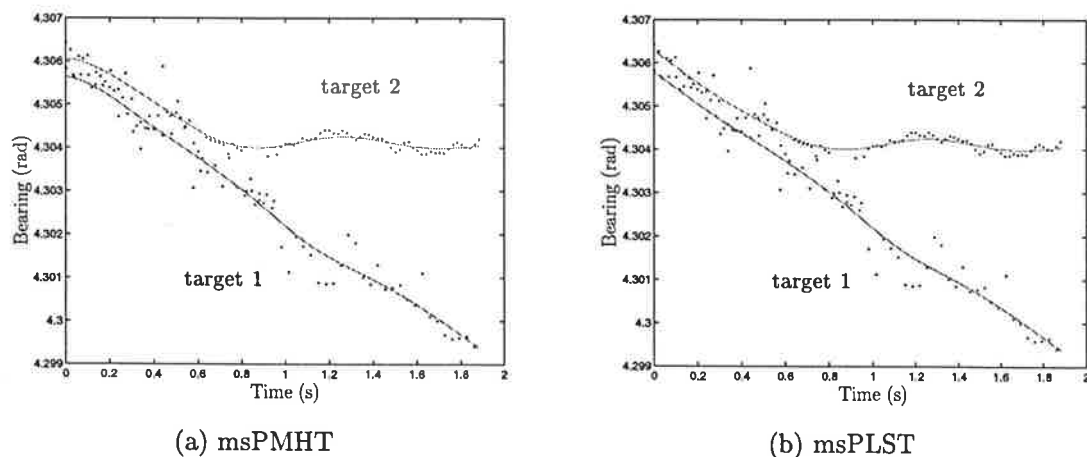 4.307
4.306
4.305
4.304
4.303
4.302
4.301
4.3
4.299
Bearing (rad)
target 2
target 1
0 0.2 0.4 0.6 0.8 1 1.2 1.4 1.6 1.8 2
Time (s)
(a) msPMHT
4.307
4.306
4.305
4.304
4.303
4.302
4.301
4.3
4.299
Bearing (rad)
target 2
target 1
0 0.2 0.4 0.6 0.8 1.0 1.2 1.4 1.6 1.8 2
Time (s)
(b) msPLST